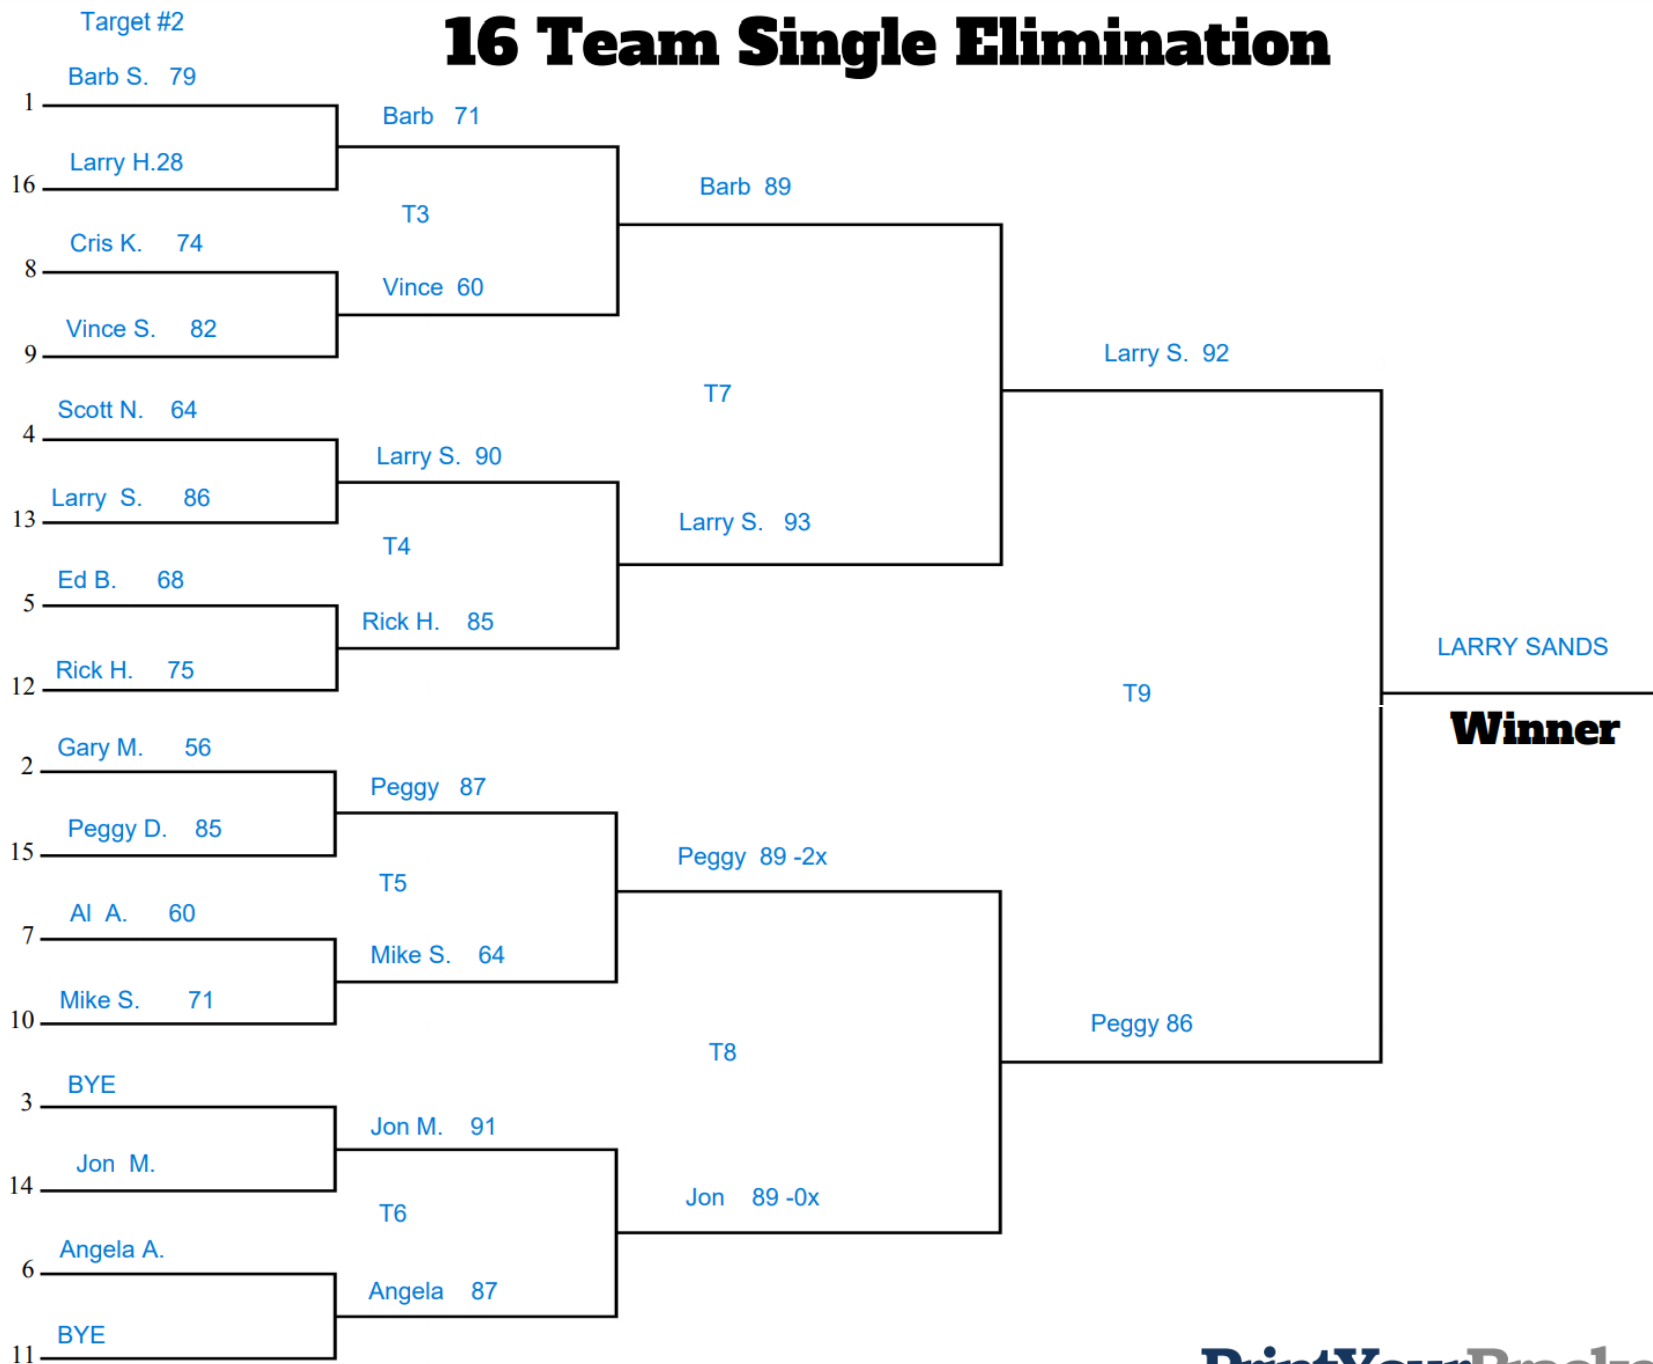 Target #2
16 Team Single Elimination
Barb S. 79
1
Barb 71
Larry H.28
16
Barb 89
T3
Cris K. 74
8
Vince 60
Vince S. 82
9
Larry S. 92
T7
Scott N. 64
4
Larry S. 90
Larry S. 86
13
Larry S. 93
T4
Ed B. 68
5
Rick H. 85
LARRY SANDS
Rick H. 75
12
T9
Winner
Gary M. 56
2
Peggy 87
Peggy D. 85
15
Peggy 89 -2x
T5
Al A. 60
7
Mike S. 64
Mike S. 71
10
Peggy 86
T8
BYE
3
Jon M. 91
Jon M.
14
Jon 89 -0x
T6
Angela A.
6
Angela 87
BYE
11